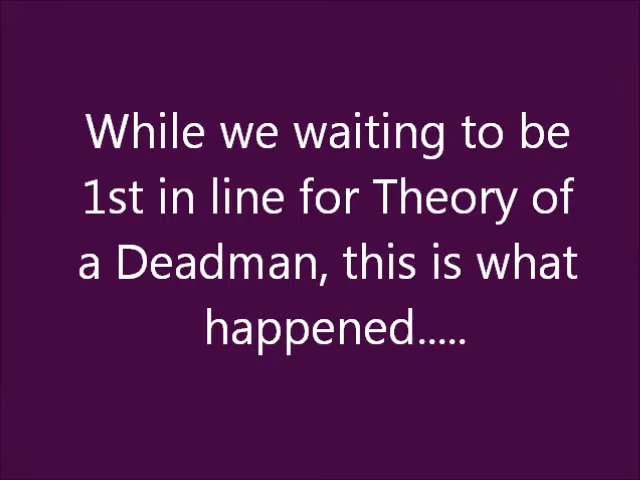 While we waiting to be
1st in line for Theory of
a Deadman, this is what
happened.....